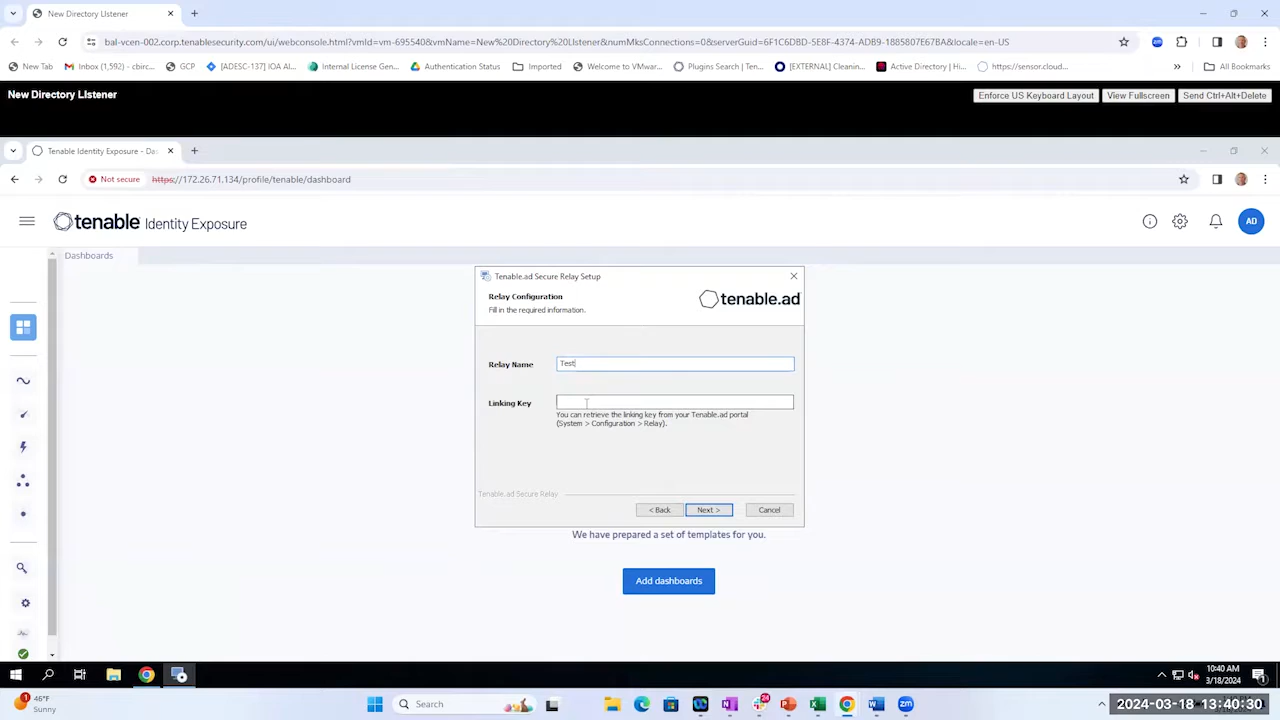 New Directory LIstener
bal-vcen-002.corp.tenablesecurity.com/ui/webconsole.html?vmId=vm-695540&vmName=New%20Directory%20LIstener&numMksConnections=0&serverGuid=6F1C6DBD-5E8F-4374-ADB9-1885807E67BA&locale=en-US
New Tab Inbox (1,592) - cbirc... GCP [ADESC-137] IOA AI... Internal License Gen... Authentication Status Imported Welcome to VMwar... Plugins Search | Ten... [EXTERNAL] Cleanin... Active Directory | Hi... https://sensor.cloud... » All Bookmarks
New Directory LIstener Enforce US Keyboard Layout View Fullscreen Send Ctrl+Alt+Delete
Tenable Identity Exposure - Da
Not secure https://172.26.71.134/profile/tenable/dashboard
tenable Identity Exposure AD
Dashboards
Tenable.ad Secure Relay Setup
Relay Configuration
Fill in the required information.
tenable.ad
Relay Name Test
Linking Key
You can retrieve the linking key from your Tenable.ad portal
(System > Configuration > Relay).
Tenable.ad Secure Relay
< Back Next > Cancel
We have prepared a set of templates for you.
Add dashboards
10:40 AM
3/18/2024
46°F
Sunny
Search
2024-03-18 13:40:30